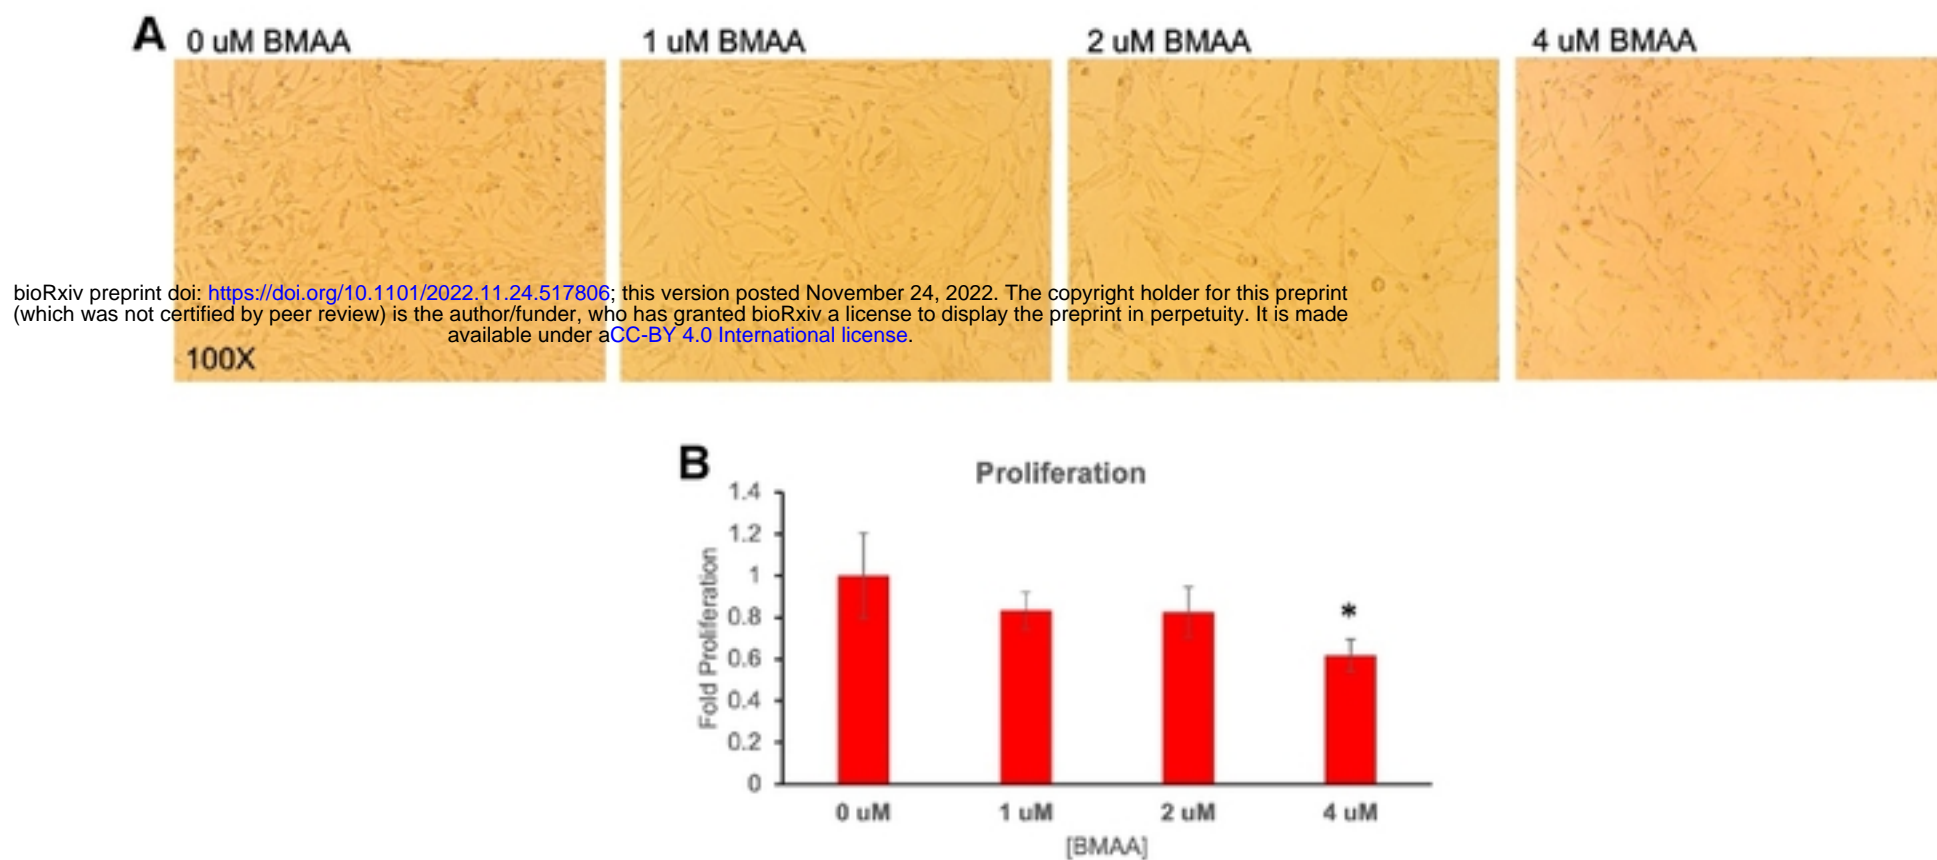 A
0 uM BMAA
1 uM BMAA
2 uM BMAA
4 uM BMAA
bioRxiv preprint doi: https://doi.org/10.1101/2022.11.24.517806; this version posted November 24, 2022. The copyright holder for this preprint
(which was not certified by peer review) is the author/funder, who has granted bioRxiv a license to display the preprint in perpetuity. It is made
available under aCC-BY 4.0 International license.
100X
B
Proliferation
Fold Proliferation
1.4
1.2
1
0.8
0.6
0.4
0.2
0
*
0 uM
1 uM
2 uM
4 uM
[BMAA]